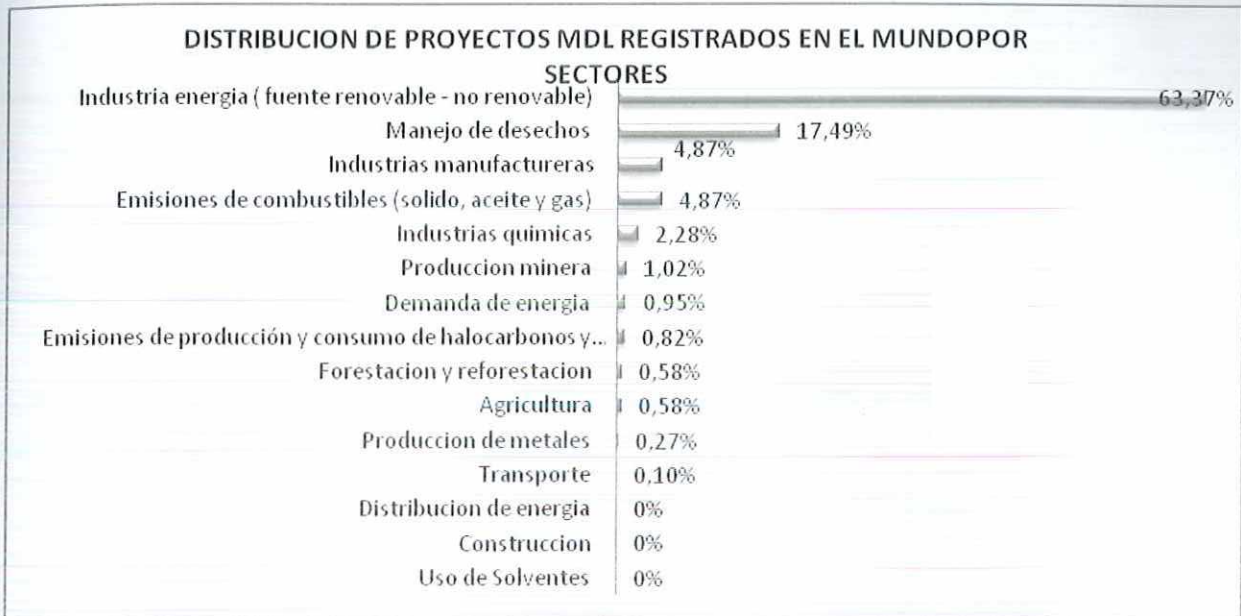 DISTRIBUCION DE PROYECTOS MDL REGISTRADOS EN EL MUNDOPOR
SECTORES
Industria energia ( fuente renovable - no renovable) 63,37%
Manejo de desechos 17,49%
Industrias manufactureras 4,87%
Emisiones de combustibles (solido, aceite y gas) 4,87%
Industrias quimicas 2,28%
Produccion minera 1,02%
Demanda de energia 0,95%
Emisiones de producción y consumo de halocarbonos y... 0,82%
Forestacion y reforestacion 0,58%
Agricultura 0,58%
Produccion de metales 0,27%
Transporte 0,10%
Distribucion de energia 0%
Construccion 0%
Uso de Solventes 0%